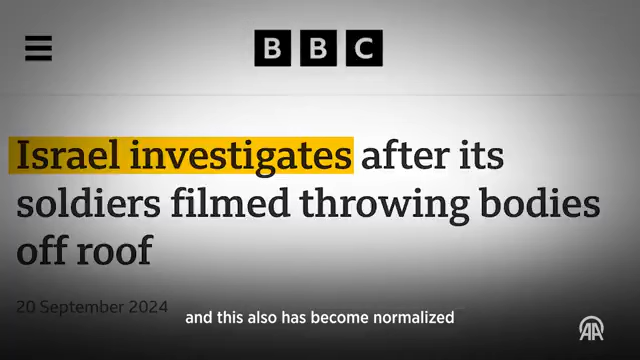 BBC
Israel investigates after its
soldiers filmed throwing bodies
off roof
20 September 2024
and this also has become normalized
AA